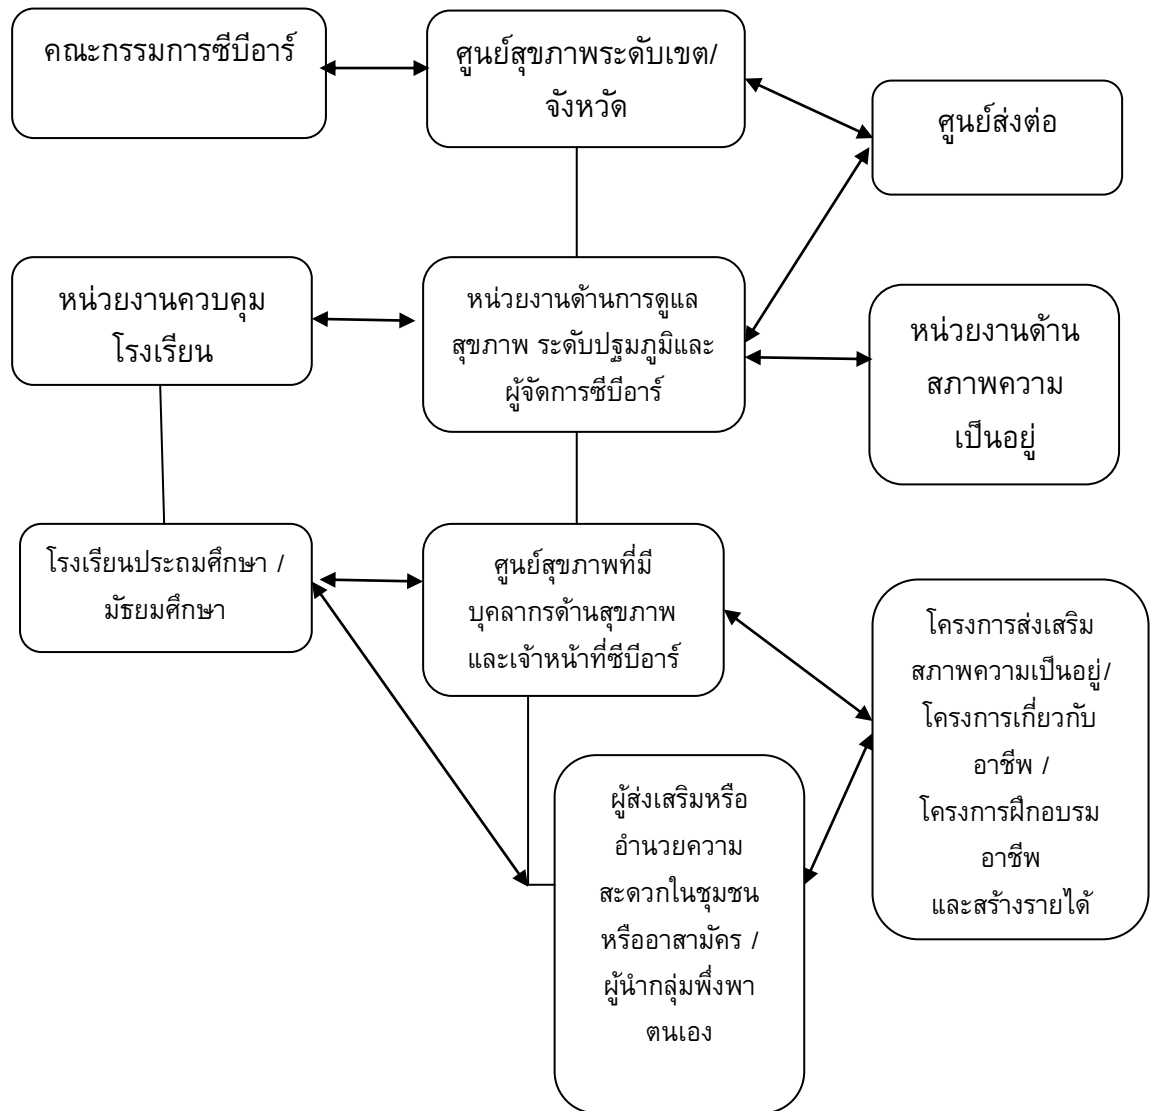 คณะกรรมการซีบีอาร์
ศูนย์สุขภาพระดับเขต/
จังหวัด
ศูนย์ส่งต่อ
หน่วยงานควบคุม
โรงเรียน
หน่วยงานด้านการดูแล
สุขภาพ ระดับปฐมภูมิและ
ผู้จัดการซีบีอาร์
หน่วยงานด้าน
สภาพความ
เป็นอยู่
โรงเรียนประถมศึกษา /
มัธยมศึกษา
ศูนย์สุขภาพที่มี
บุคลากรด้านสุขภาพ
และเจ้าหน้าที่ซีบีอาร์
โครงการส่งเสริม
สภาพความเป็นอยู่/
โครงการเกี่ยวกับ
อาชีพ /
โครงการฝึกอบรม
อาชีพ
และสร้างรายได้
ผู้ส่งเสริมหรือ
อำนวยความ
สะดวกในชุมชน
หรืออาสามัคร /
ผู้นำกลุ่มพึ่งพา
ตนเอง